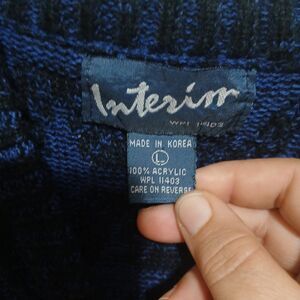 Interim
WPL 11403
MADE IN KOREA
L
100% ACRYLIC
WPL 11403
CARE ON REVERSE